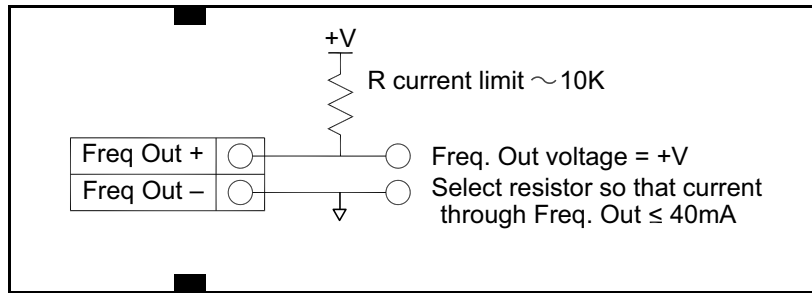 +V
R current limit ～10K
Freq Out +
Freq. Out voltage = +V
Freq Out –
Select resistor so that current
through Freq. Out ≤ 40mA